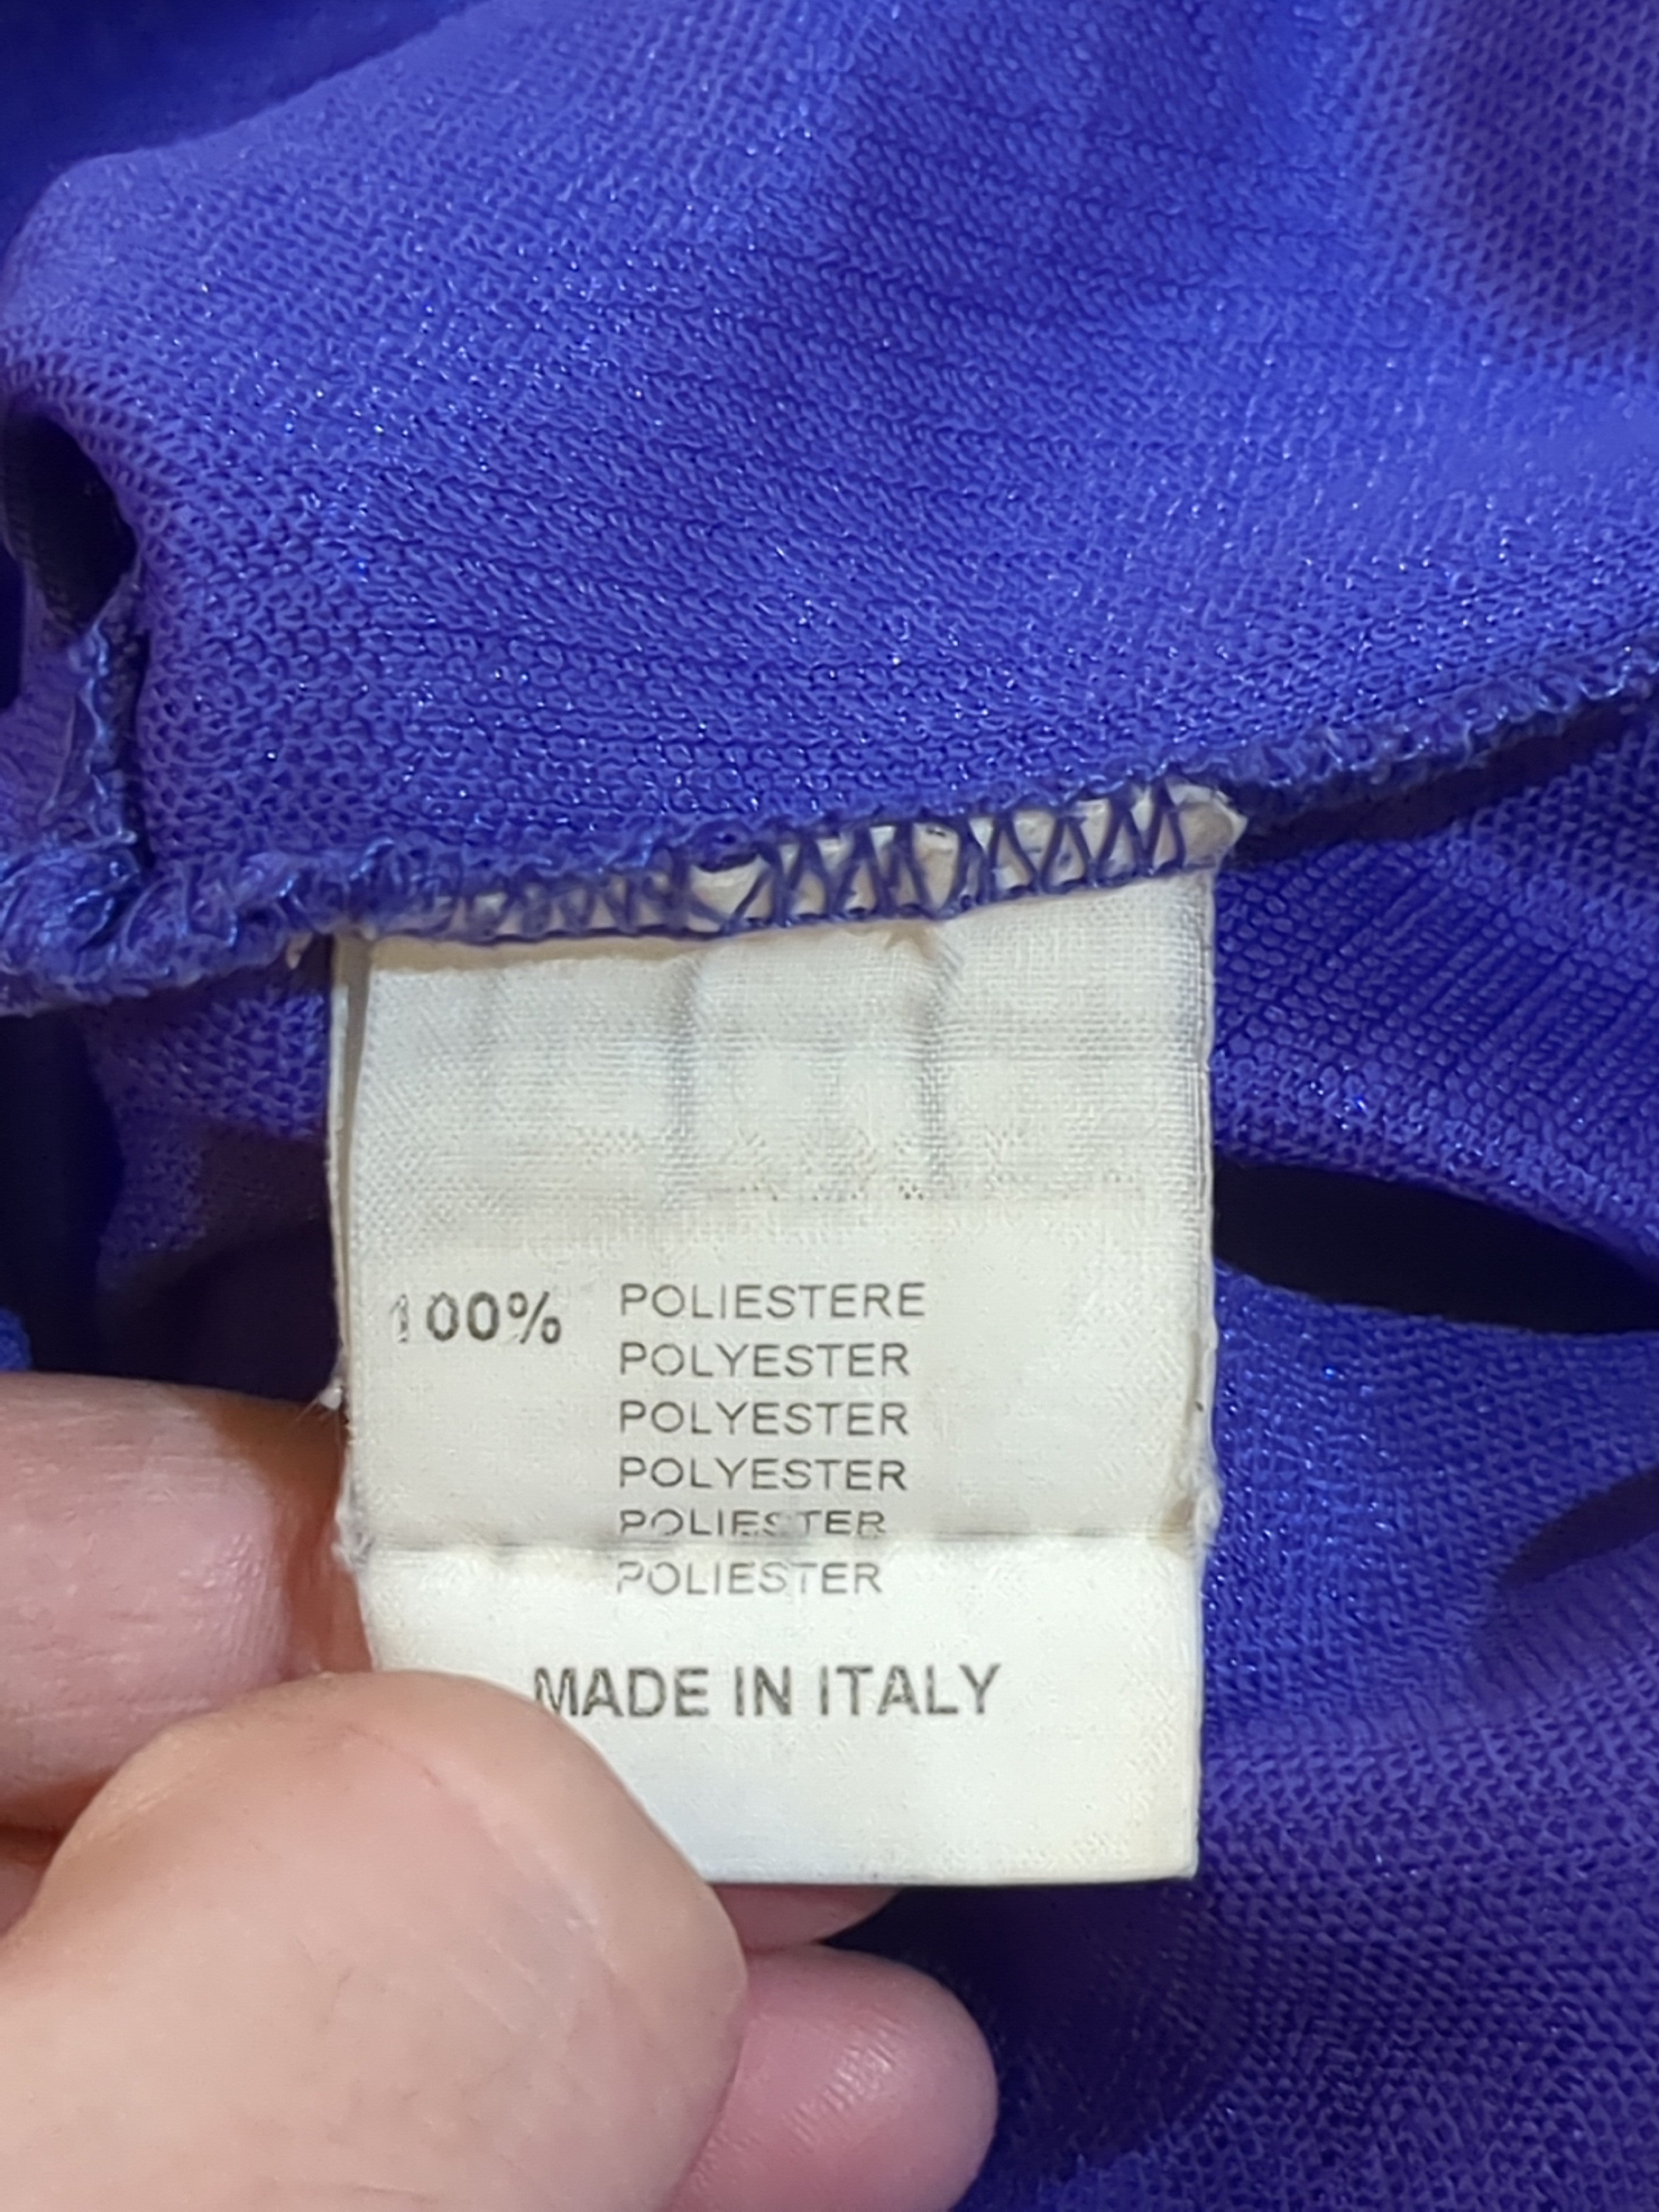 100% POLIESTERE
POLYESTER
POLYESTER
POLYESTER
POLIESTER
POLIESTER
MADE IN ITALY